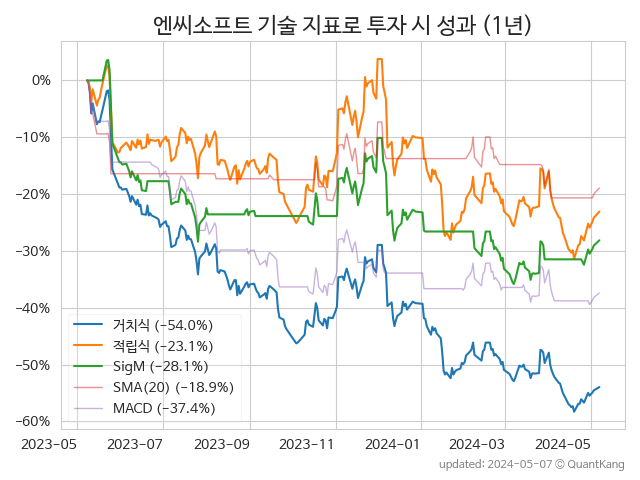 엔씨소프트 기술 지표로 투자 시 성과 (1년)
0%
−10%
−20%
−30%
−40%
−50%
−60%
거치식 (−54.0%)
적립식 (−23.1%)
SigM (−28.1%)
SMA(20) (−18.9%)
MACD (−37.4%)
2023−05 2023−07 2023−09 2023−11 2024−01 2024−03 2024−05
updated: 2024−05−07 ⓒ QuantKang